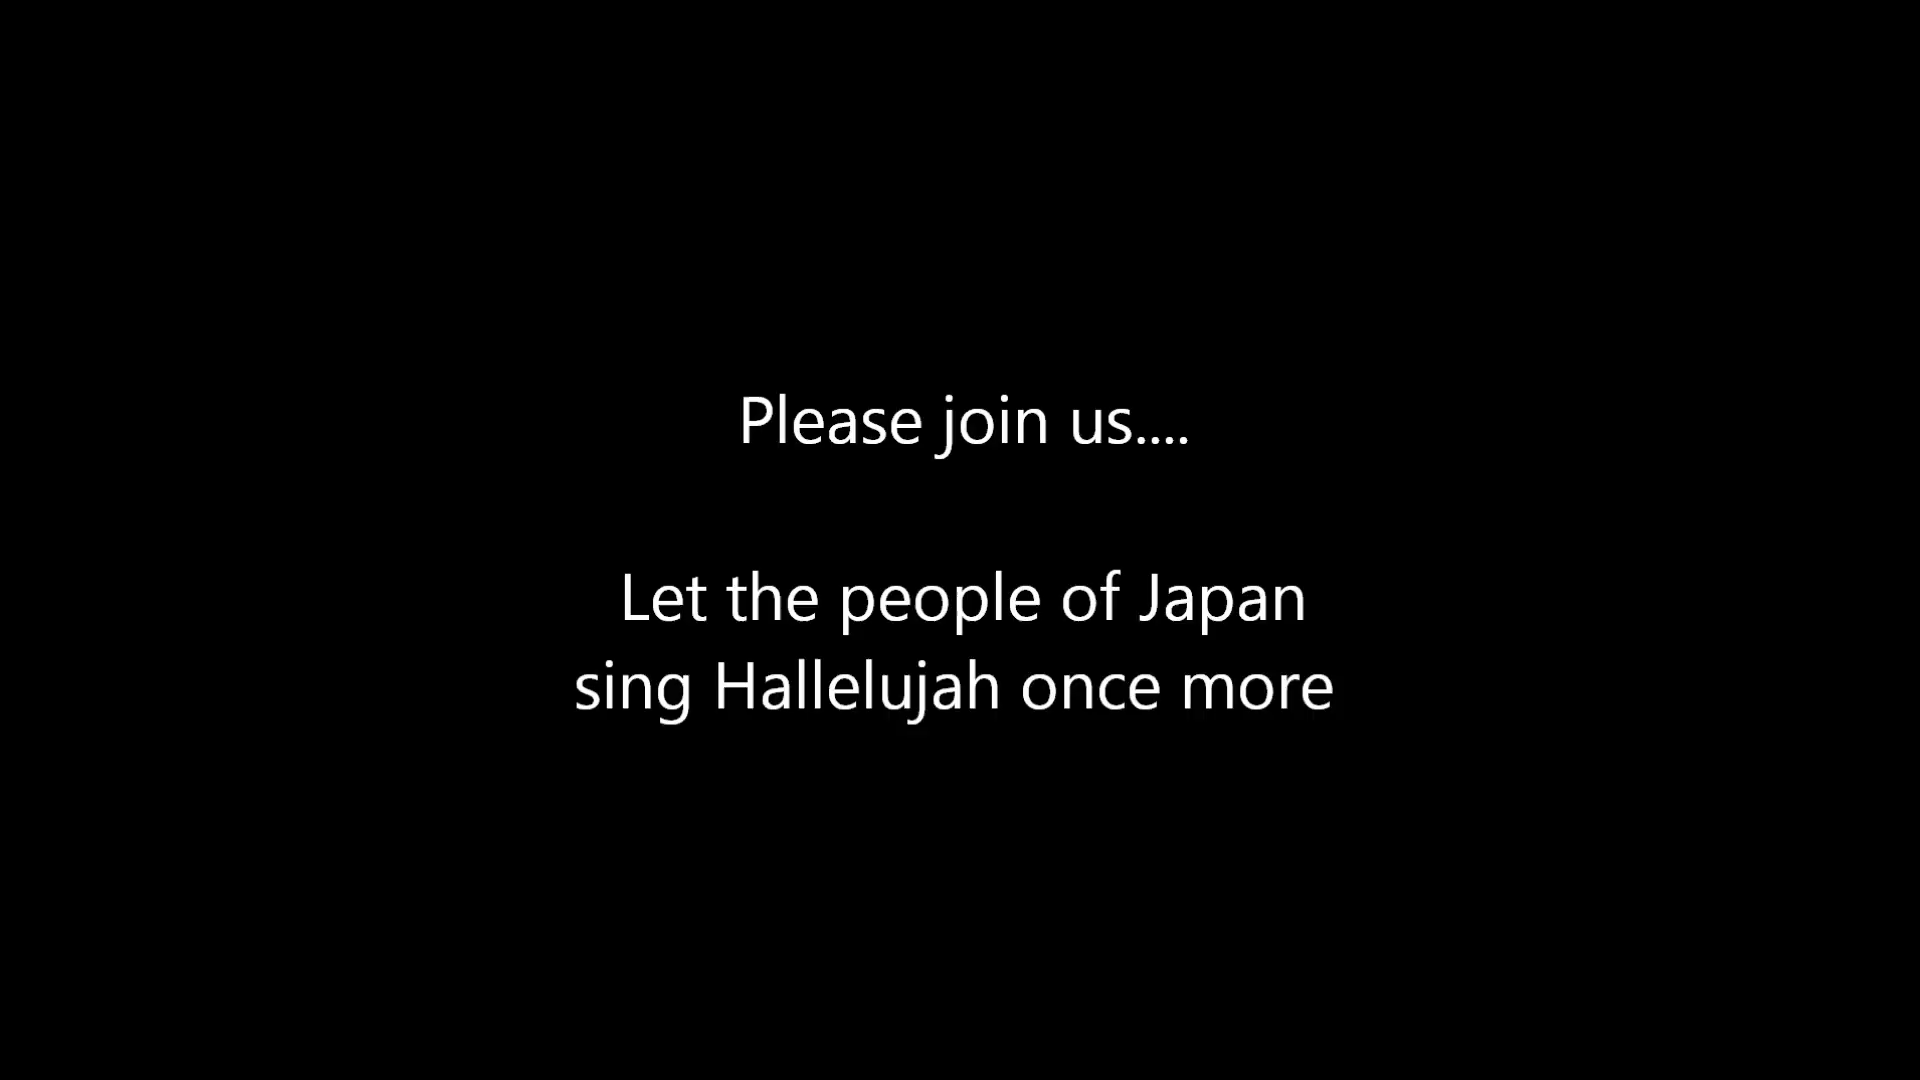 Please join us....
Let the people of Japan
sing Hallelujah once more